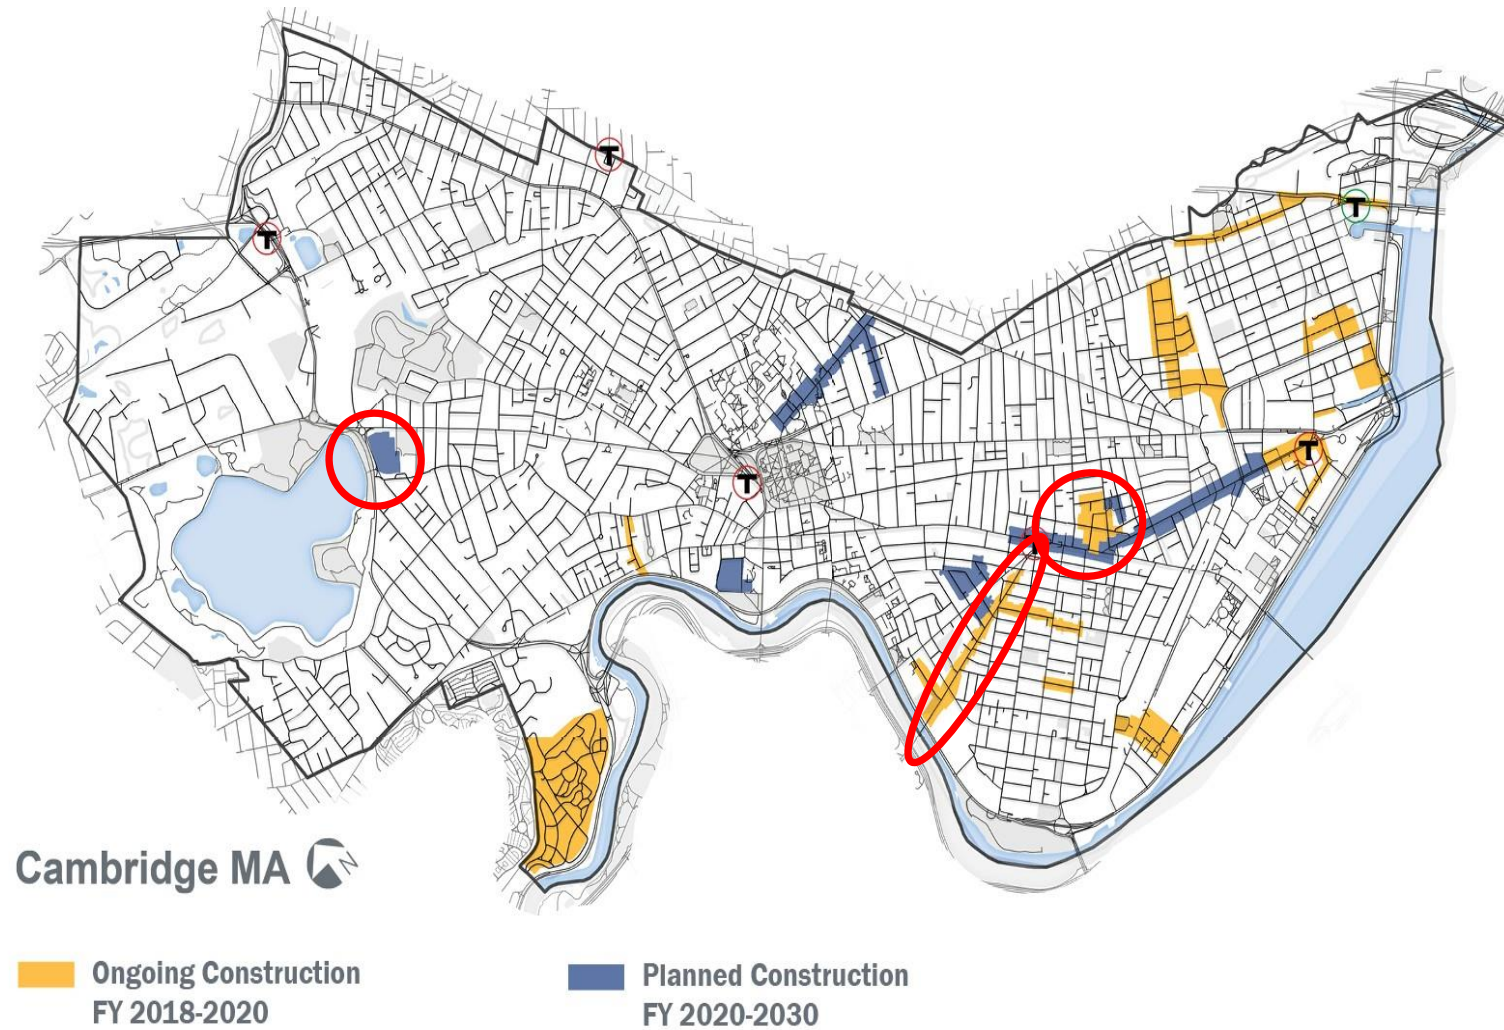 T
T
T
T
T
Cambridge MA N
Ongoing Construction
FY 2018-2020
Planned Construction
FY 2020-2030